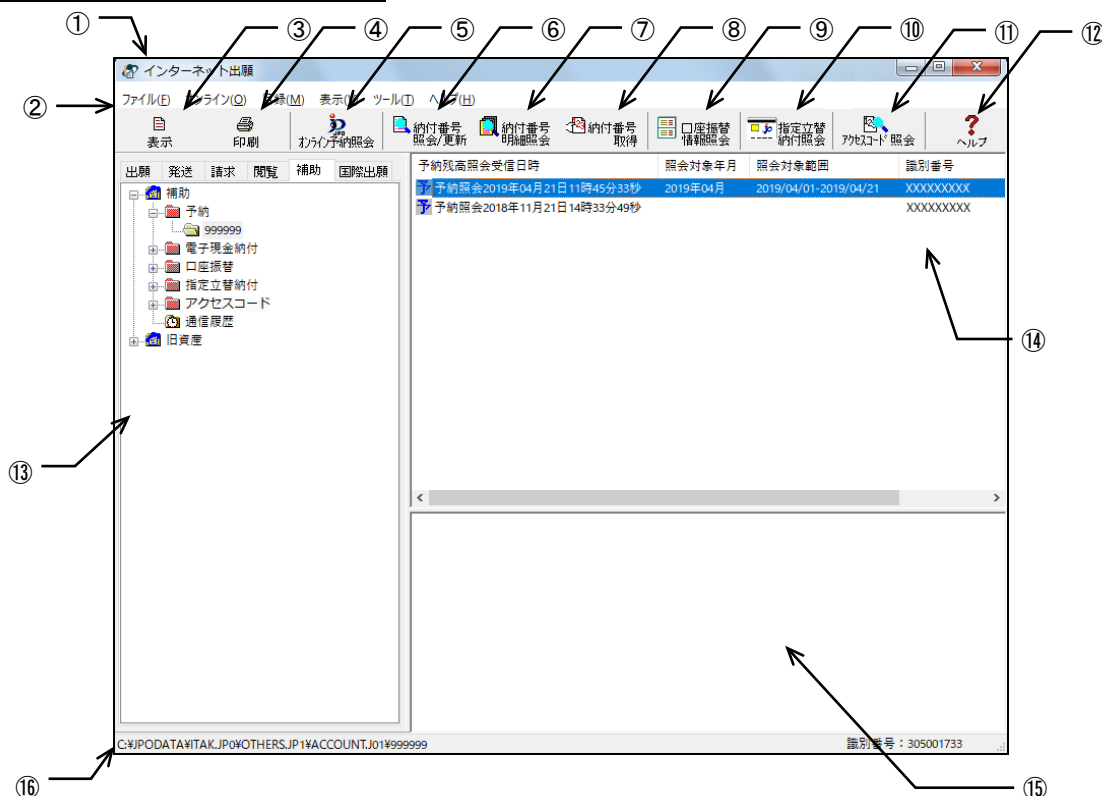 ① ③ ④ ⑤ ⑥ ⑦ ⑧ ⑨ ⑩ ⑪ ⑫
インターネット出願
② ファイル(F) オンライン(O) 登録(M) 表示(V) ツール(T) ヘルプ(H)
表示 印刷 オンライン予納照会 納付番号照会/更新 納付番号明細照会 納付番号取得 口座振替情報照会 指定立替納付照会 アクセスコード照会 ヘルプ
出願 発送 請求 閲覧 補助 国際出願
補助
予納
999999
電子現金納付
口座振替
指定立替納付
アクセスコード
通信履歴
旧資産
予納残高照会受信日時 照会対象年月 照会対象範囲 識別番号
予 予納照会2019年04月21日11時45分33秒 2019年04月 2019/04/01-2019/04/21 XXXXXXXXX
予 予納照会2018年11月21日14時33分49秒 XXXXXXXXX
⑭
⑬
C:¥JPODATA¥ITAK.JP0¥OTHERS.JP1¥ACCOUNT.J01¥999999 識別番号：305001733
⑯ ⑮